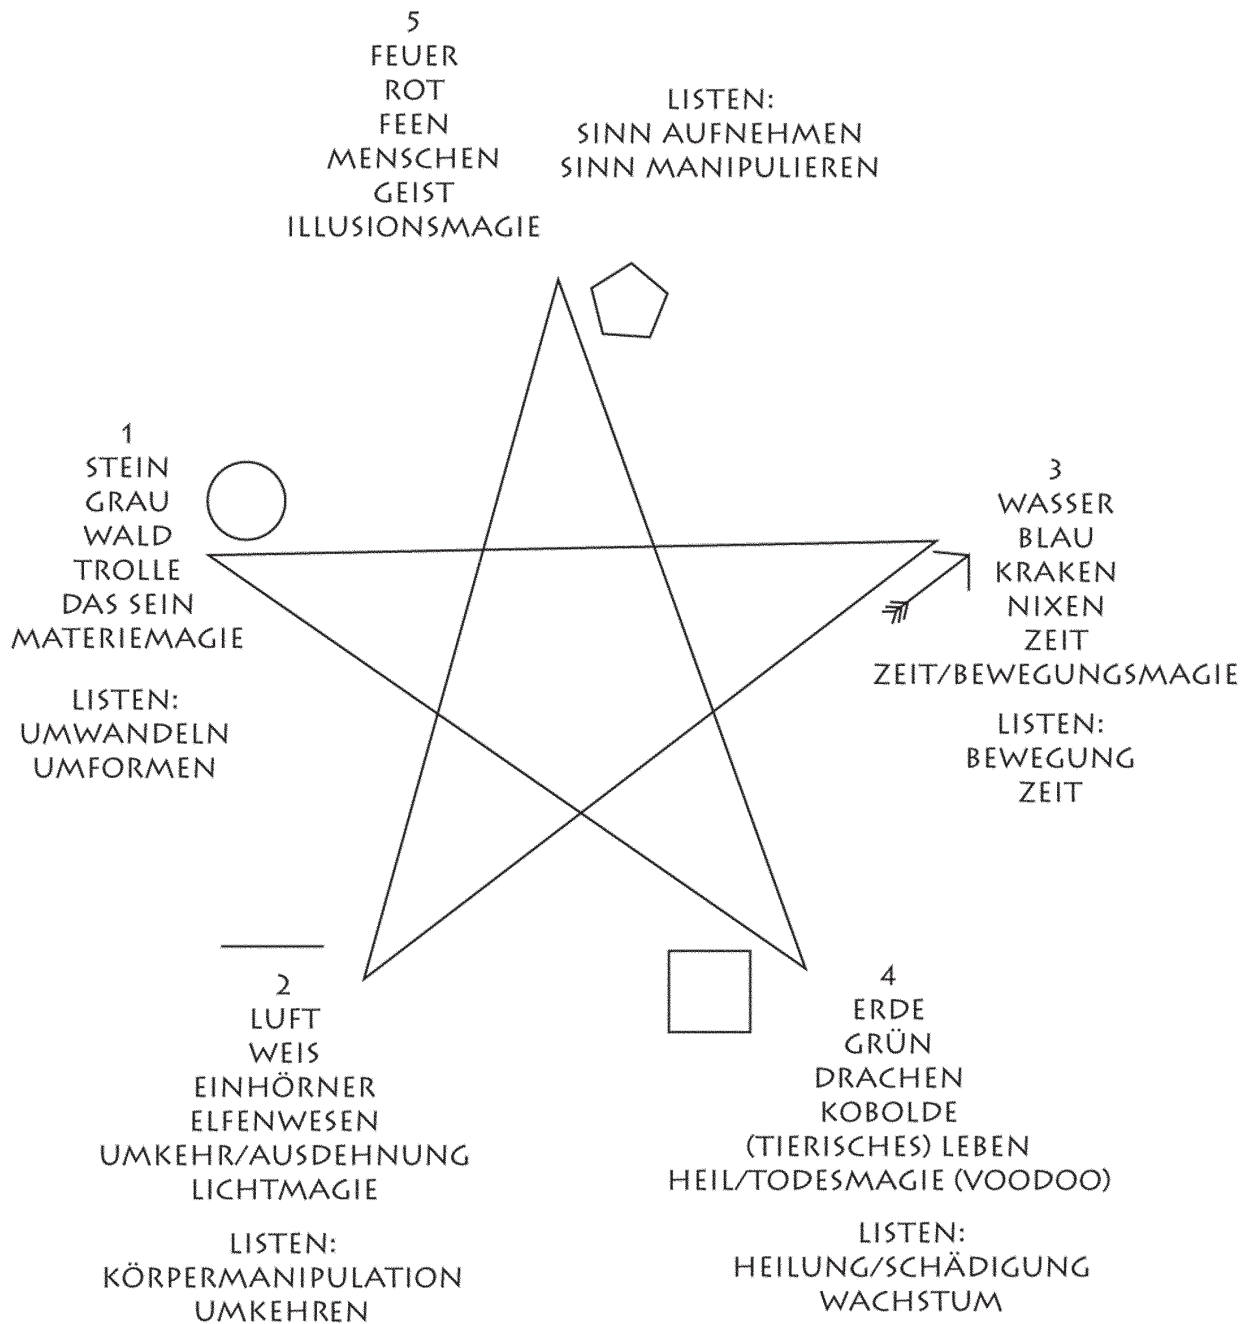 5
FEUER
ROT
FEEN
MENSCHEN
GEIST
ILLUSIONSMAGIE
LISTEN:
SINN AUFNEHMEN
SINN MANIPULIEREN
1
STEIN
GRAU
WALD
TROLLE
DAS SEIN
MATERIEMAGIE
LISTEN:
UMWANDELN
UMFORMEN
3
WASSER
BLAU
KRAKEN
NIXEN
ZEIT
ZEIT/BEWEGUNGSMAGIE
LISTEN:
BEWEGUNG
ZEIT
2
LUFT
WEIS
EINHÖRNER
ELFENWESEN
UMKEHR/AUSDEHNUNG
LICHTMAGIE
LISTEN:
KÖRPERMANIPULATION
UMKEHREN
4
ERDE
GRÜN
DRACHEN
KOBOLDE
(TIERISCHES) LEBEN
HEIL/TODESMAGIE (VOODOO)
LISTEN:
HEILUNG/SCHÄDIGUNG
WACHSTUM